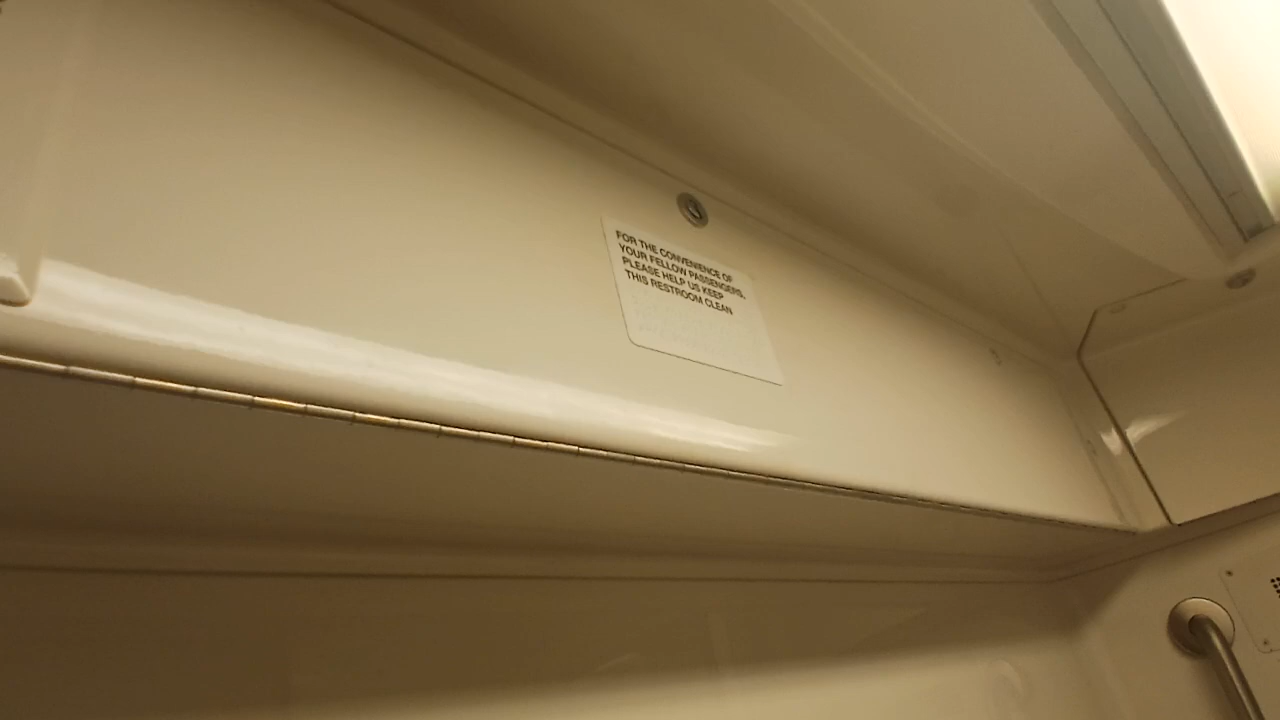 FOR THE CONVENIENCE OF
YOUR FELLOW PASSENGERS,
PLEASE HELP US KEEP
THIS RESTROOM CLEAN